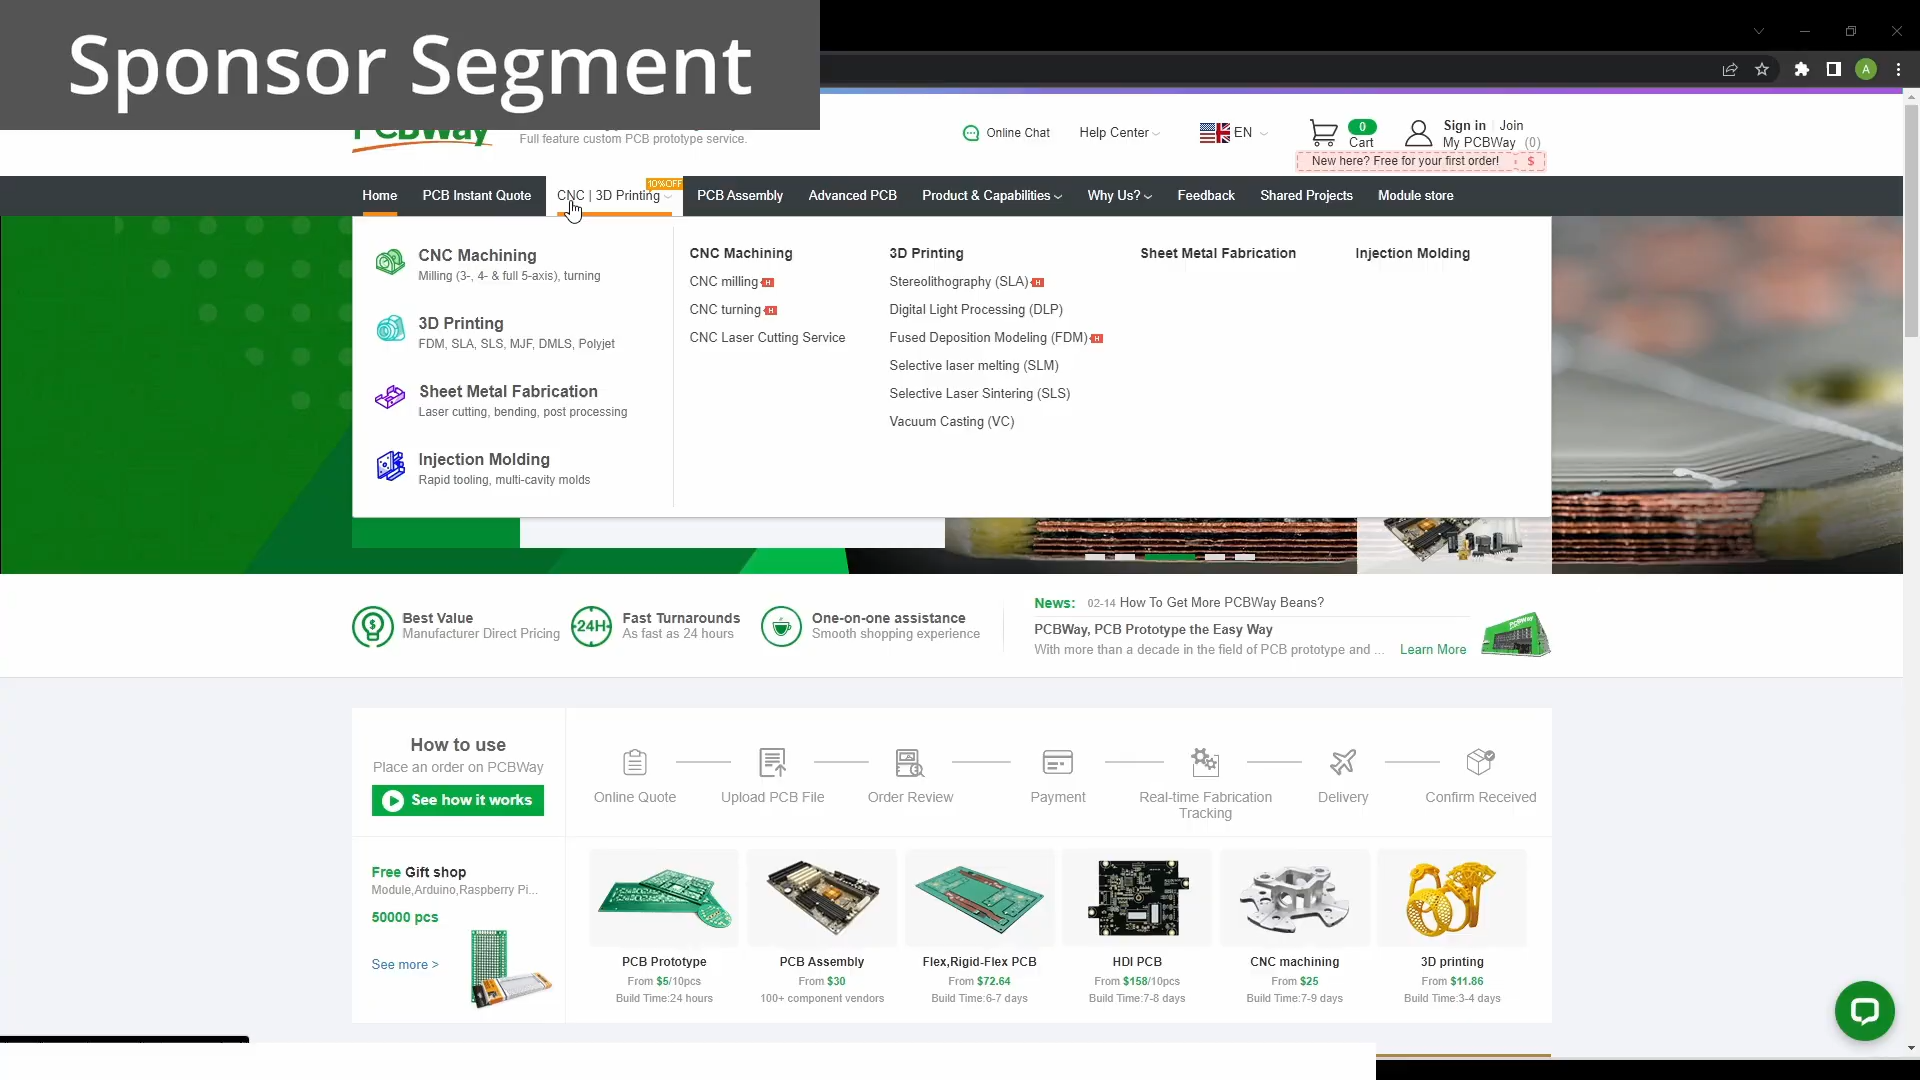 Sponsor Segment
PCBWay
Full feature custom PCB prototype service.
Online Chat
Help Center
EN
0
Cart
Sign in
Join
My PCBWay (0)
New here? Free for your first order! $
A
Home
PCB Instant Quote
CNC | 3D Printing
10%OFF
PCB Assembly
Advanced PCB
Product & Capabilities
Why Us?
Feedback
Shared Projects
Module store
CNC Machining
Milling (3-, 4- & full 5-axis), turning
3D Printing
FDM, SLA, SLS, MJF, DMLS, Polyjet
Sheet Metal Fabrication
Laser cutting, bending, post processing
Injection Molding
Rapid tooling, multi-cavity molds
CNC Machining
CNC milling H
CNC turning H
CNC Laser Cutting Service
3D Printing
Stereolithography (SLA) H
Digital Light Processing (DLP)
Fused Deposition Modeling (FDM) H
Selective laser melting (SLM)
Selective Laser Sintering (SLS)
Vacuum Casting (VC)
Sheet Metal Fabrication
Injection Molding
Best Value
Manufacturer Direct Pricing
24H
Fast Turnarounds
As fast as 24 hours
One-on-one assistance
Smooth shopping experience
News: 02-14 How To Get More PCBWay Beans?
PCBWay, PCB Prototype the Easy Way
With more than a decade in the field of PCB prototype and ... Learn More
How to use
Place an order on PCBWay
See how it works
Online Quote
Upload PCB File
Order Review
Payment
Real-time Fabrication
Tracking
Delivery
Confirm Received
Free Gift shop
Module,Arduino,Raspberry Pi...
50000 pcs
See more >
PCB Prototype
From $5/10pcs
Build Time:24 hours
PCB Assembly
From $30
100+ component vendors
Flex,Rigid-Flex PCB
From $72.64
Build Time:6-7 days
HDI PCB
From $158/10pcs
Build Time:7-8 days
CNC machining
From $25
Build Time:7-9 days
3D printing
From $11.86
Build Time:3-4 days